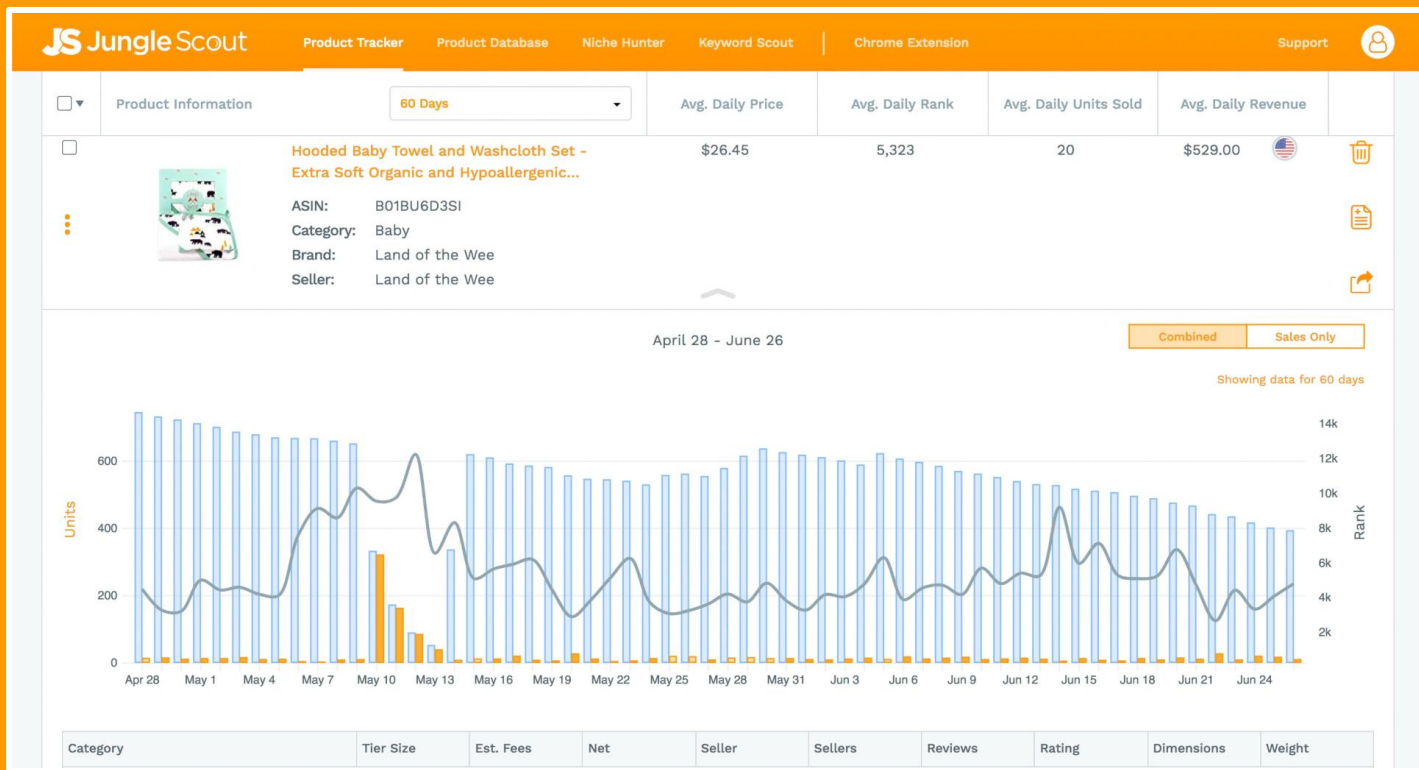 JS Jungle Scout
Product Tracker
Product Database
Niche Hunter
Keyword Scout
Chrome Extension
Support
Product Information
60 Days
Avg. Daily Price
Avg. Daily Rank
Avg. Daily Units Sold
Avg. Daily Revenue
Hooded Baby Towel and Washcloth Set -
Extra Soft Organic and Hypoallergenic...
$26.45
5,323
20
$529.00
ASIN: B01BU6D3SI
Category: Baby
Brand: Land of the Wee
Seller: Land of the Wee
April 28 - June 26
Combined
Sales Only
Showing data for 60 days
Units
600
400
200
0
14k
12k
10k
8k
6k
4k
2k
Rank
Apr 28 May 1 May 4 May 7 May 10 May 13 May 16 May 19 May 22 May 25 May 28 May 31 Jun 3 Jun 6 Jun 9 Jun 12 Jun 15 Jun 18 Jun 21 Jun 24
Category Tier Size Est. Fees Net Seller Sellers Reviews Rating Dimensions Weight